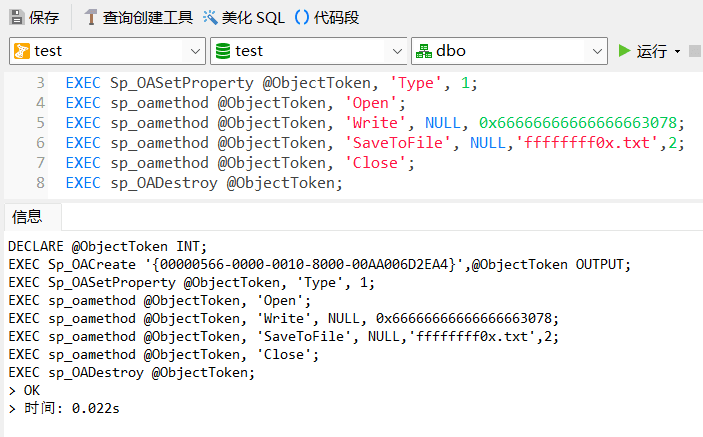 保存 查询创建工具 美化 SQL () 代码段
test test dbo 运行
3 EXEC Sp_OASetProperty @ObjectToken, 'Type', 1;
4 EXEC sp_oamethod @ObjectToken, 'Open';
5 EXEC sp_oamethod @ObjectToken, 'Write', NULL, 0x66666666666666663078;
6 EXEC sp_oamethod @ObjectToken, 'SaveToFile', NULL,'ffffffff0x.txt',2;
7 EXEC sp_oamethod @ObjectToken, 'Close';
8 EXEC sp_OADestroy @ObjectToken;
信息
DECLARE @ObjectToken INT;
EXEC Sp_OACreate '{00000566-0000-0010-8000-00AA006D2EA4}',@ObjectToken OUTPUT;
EXEC Sp_OASetProperty @ObjectToken, 'Type', 1;
EXEC sp_oamethod @ObjectToken, 'Open';
EXEC sp_oamethod @ObjectToken, 'Write', NULL, 0x66666666666666663078;
EXEC sp_oamethod @ObjectToken, 'SaveToFile', NULL,'ffffffff0x.txt',2;
EXEC sp_oamethod @ObjectToken, 'Close';
EXEC sp_OADestroy @ObjectToken;
> OK
> 时间: 0.022s